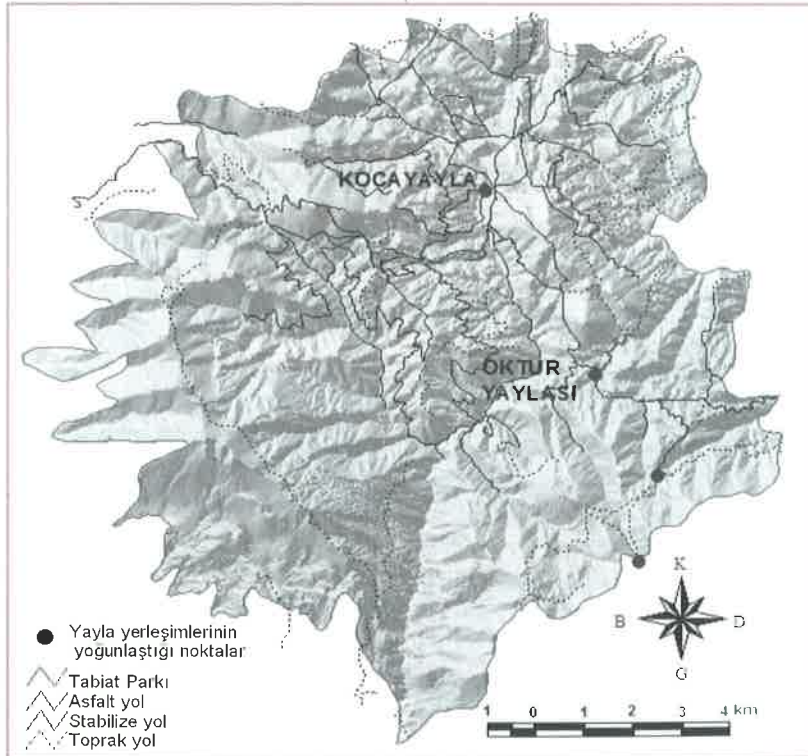 KOCAYAYLA
ÖKTUR
YAYLASI
K
B
D
G
Yayla yerleşimlerinin
yoğunlaştığı noktalar
Tabiat Parkı
Asfalt yol
Stabilize yol
Toprak yol
1 0 1 2 3 4 km